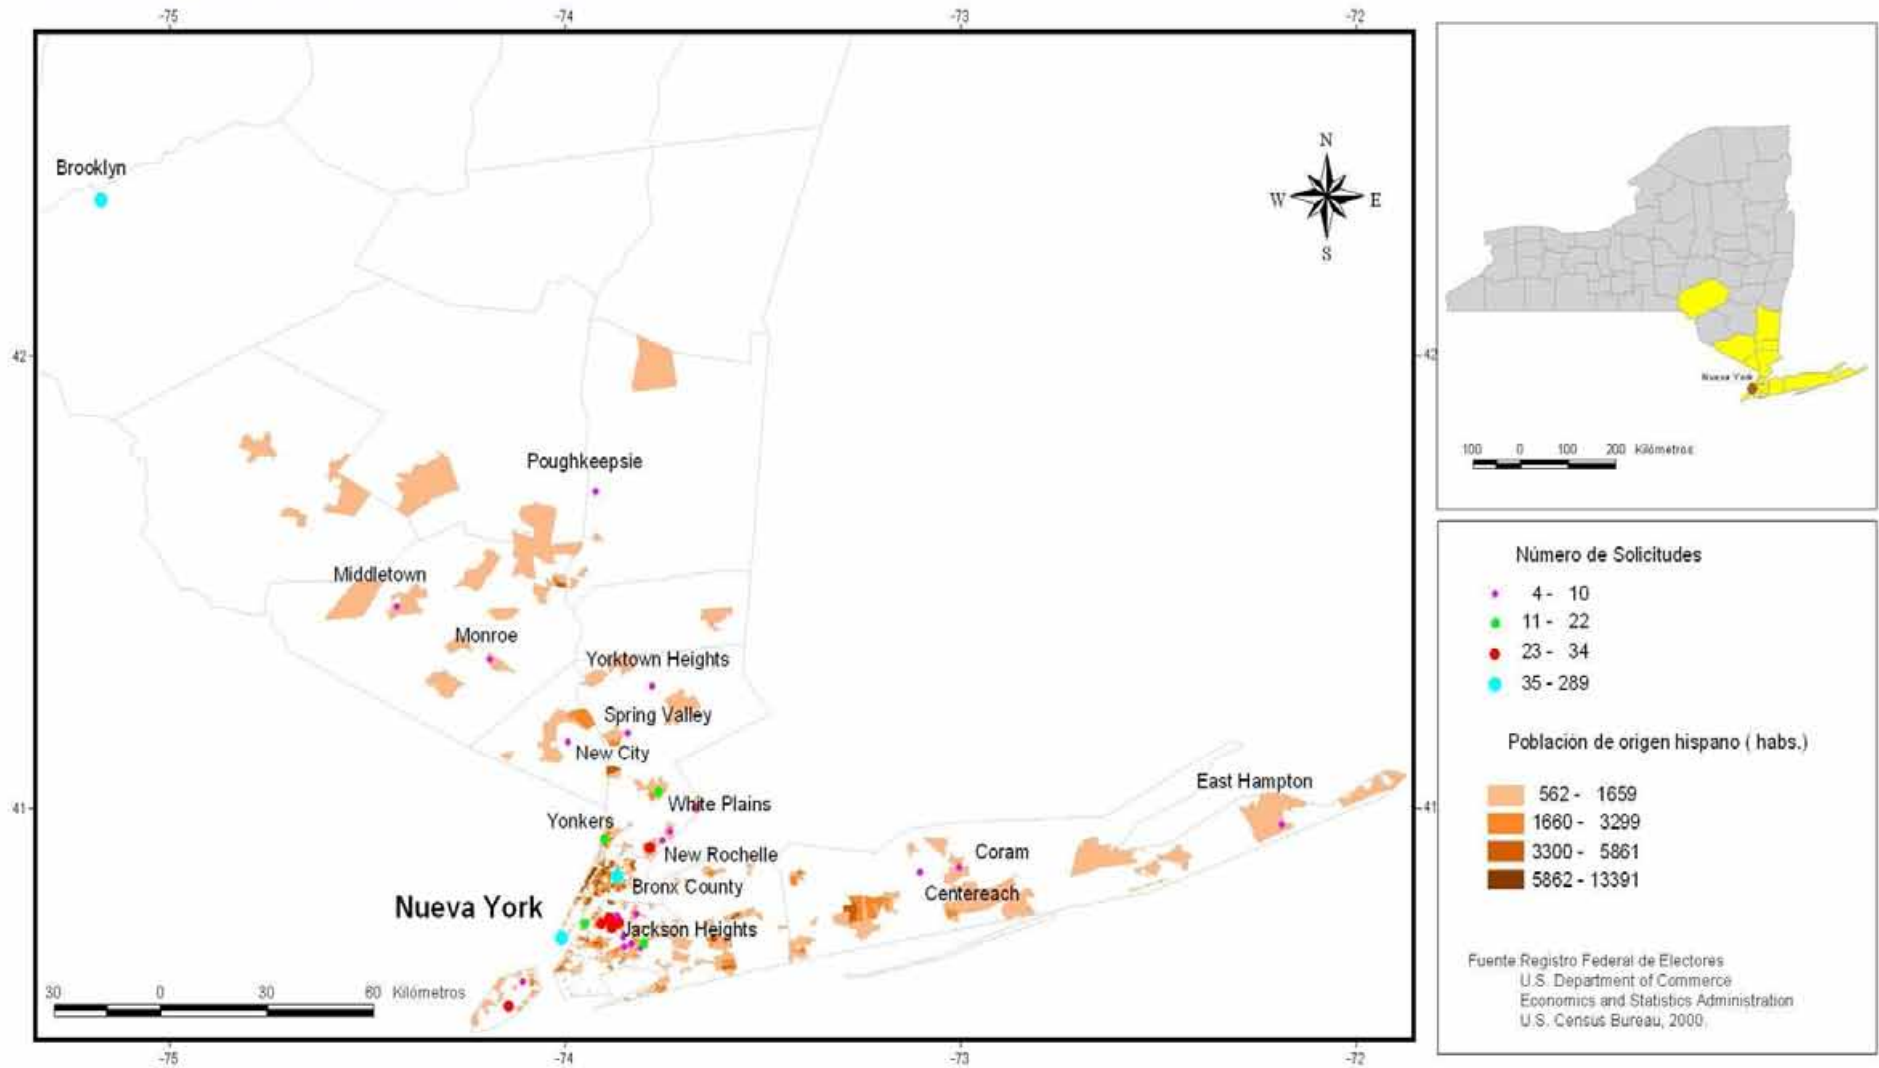 -75
-74
-73
-72
Brooklyn
N
W
E
S
42
42
Poughkeepsie
Middletown
Monroe
Yorktown Heights
Spring Valley
New City
East Hampton
White Plains
41
41
Yonkers
New Rochelle
Coram
Bronx County
Centereach
Nueva York
Jackson Heights
30 0 30 60 Kilómetros
-75
-74
-73
-72
Nueva York
100 0 100 200 Kilómetros
Número de Solicitudes
4 - 10
11 - 22
23 - 34
35 - 289
Población de origen hispano ( habs.)
562 - 1659
1660 - 3299
3300 - 5861
5862 - 13391
Fuente:Registro Federal de Electores
U.S. Department of Commerce
Economics and Statistics Administration
U.S. Census Bureau, 2000.